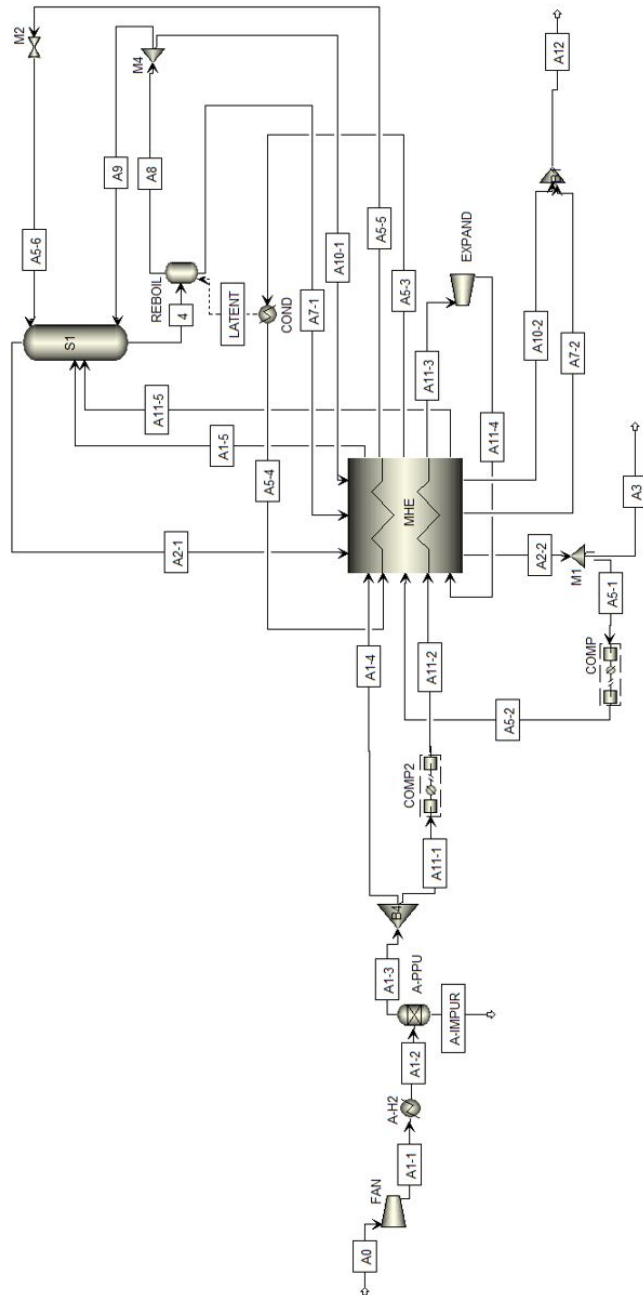 M2
M4
A12
A9
A8
A5-6
REBOIL
4
LATENT
COND
S1
A7-1
A10-1
A5-5
A5-3
EXPAND
A11-3
A11-4
A10-2
A7-2
A11-5
A1-5
A5-4
A2-1
MHE
A2-2
M1
A3
A5-1
COMP
A5-2
A1-4
A11-2
COMP2
A11-1
B4
A1-3
A-PPU
A-IMPUR
A1-2
A-H2
A1-1
FAN
A0